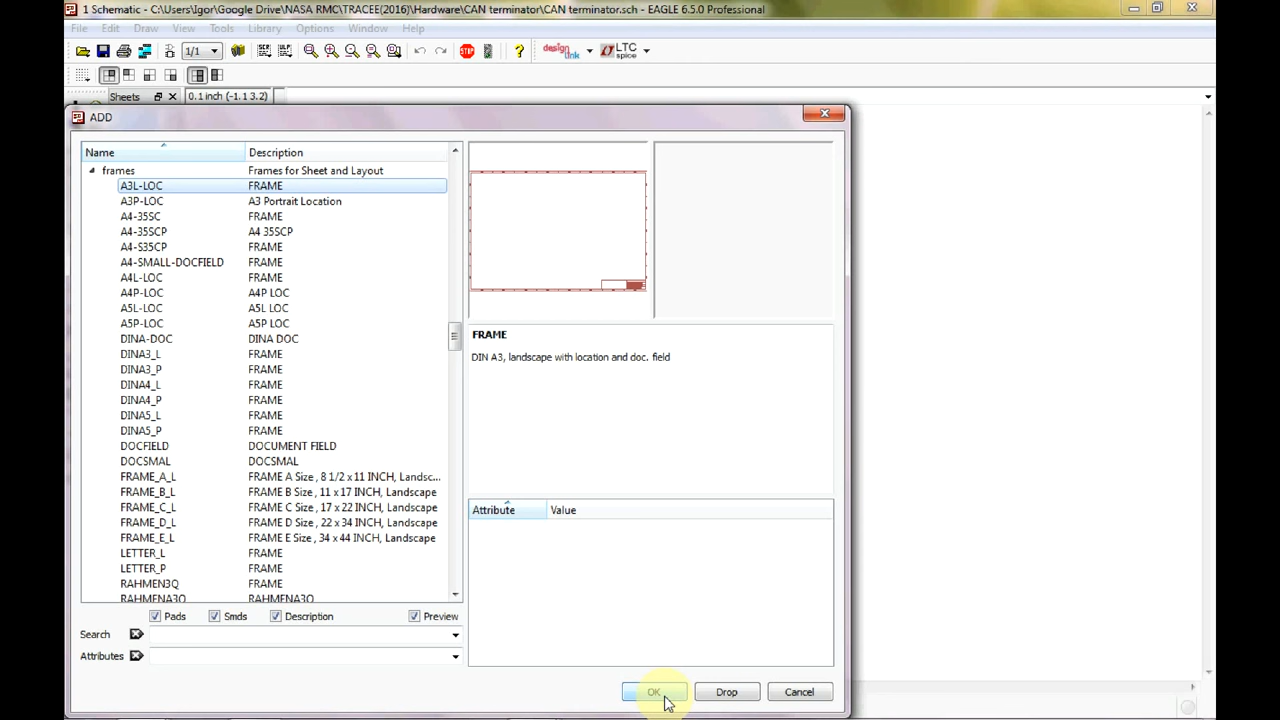 1 Schematic - C:\Users\Igor\Google Drive\NASA RMC\TRACEE(2016)\Hardware\CAN terminator\CAN terminator.sch - EAGLE 6.5.0 Professional
File Edit Draw View Tools Library Options Window Help
1/1 STOP ? design link LTC spice
Sheets 0.1 inch (-1.1 3.2)
ADD
Name Description
frames Frames for Sheet and Layout
A3L-LOC FRAME
A3P-LOC A3 Portrait Location
A4-35SC FRAME
A4-35SCP A4 35SCP
A4-S35CP FRAME
A4-SMALL-DOCFIELD FRAME
A4L-LOC FRAME
A4P-LOC A4P LOC
A5L-LOC A5L LOC
A5P-LOC A5P LOC
DINA-DOC DINA DOC
DINA3_L FRAME
DINA3_P FRAME
DINA4_L FRAME
DINA4_P FRAME
DINA5_L FRAME
DINA5_P FRAME
DOCFIELD DOCUMENT FIELD
DOCSMAL DOCSMAL
FRAME_A_L FRAME A Size , 8 1/2 x 11 INCH, Landsc...
FRAME_B_L FRAME B Size , 11 x 17 INCH, Landscape
FRAME_C_L FRAME C Size , 17 x 22 INCH, Landscape
FRAME_D_L FRAME D Size , 22 x 34 INCH, Landscape
FRAME_E_L FRAME E Size , 34 x 44 INCH, Landscape
LETTER_L FRAME
LETTER_P FRAME
RAHMEN3Q FRAME
RAHMA3Q RAHMENA3Q
FRAME
DIN A3, landscape with location and doc. field
Attribute Value
Pads Smds Description Preview
Search
Attributes
OK Drop Cancel